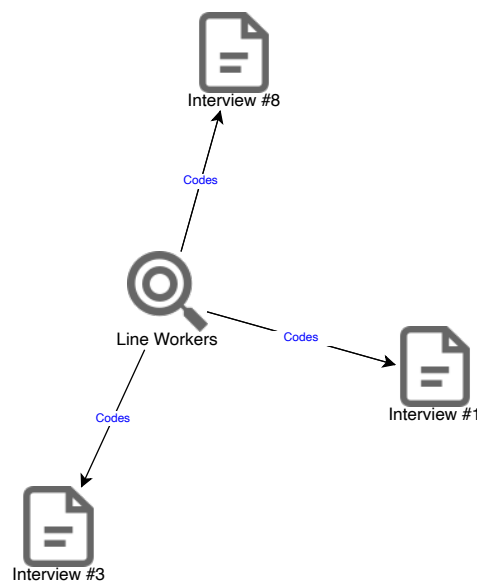 Interview #8
Codes
Line Workers
Codes
Interview #1
Codes
Interview #3